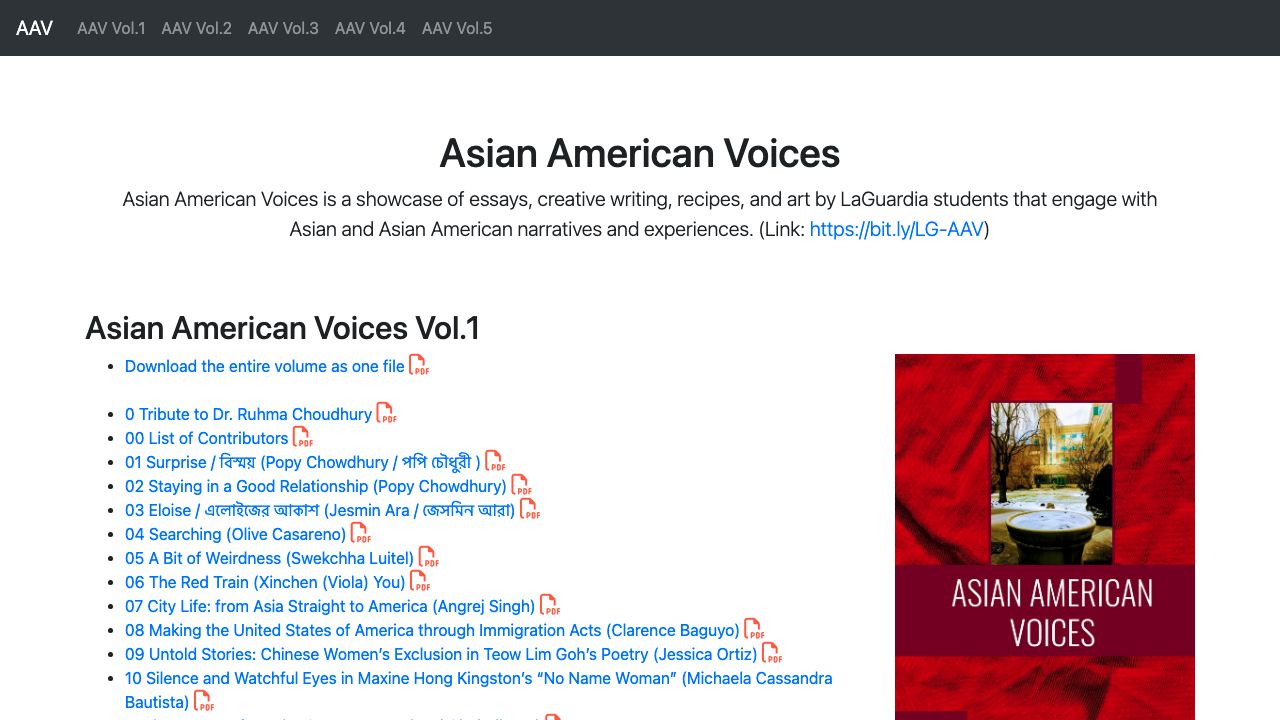 AAV AAV Vol.1 AAV Vol.2 AAV Vol.3 AAV Vol.4 AAV Vol.5
Asian American Voices
Asian American Voices is a showcase of essays, creative writing, recipes, and art by LaGuardia students that engage with
Asian and Asian American narratives and experiences. (Link: https://bit.ly/LG-AAV)
Asian American Voices Vol.1
Download the entire volume as one file PDF
0 Tribute to Dr. Ruhma Choudhury PDF
00 List of Contributors PDF
01 Surprise / বিস্ময় (Popy Chowdhury / পপি চৌধুরী ) PDF
02 Staying in a Good Relationship (Popy Chowdhury) PDF
03 Eloise / এলোইজের আকাশ (Jesmin Ara / জেসমিন আরা) PDF
04 Searching (Olive Casareno) PDF
05 A Bit of Weirdness (Swekchha Luitel) PDF
06 The Red Train (Xinchen (Viola) You) PDF
07 City Life: from Asia Straight to America (Angrej Singh) PDF
08 Making the United States of America through Immigration Acts (Clarence Baguyo) PDF
09 Untold Stories: Chinese Women’s Exclusion in Teow Lim Goh’s Poetry (Jessica Ortiz) PDF
10 Silence and Watchful Eyes in Maxine Hong Kingston’s “No Name Woman” (Michaela Cassandra
Bautista) PDF
ASIAN AMERICAN
VOICES